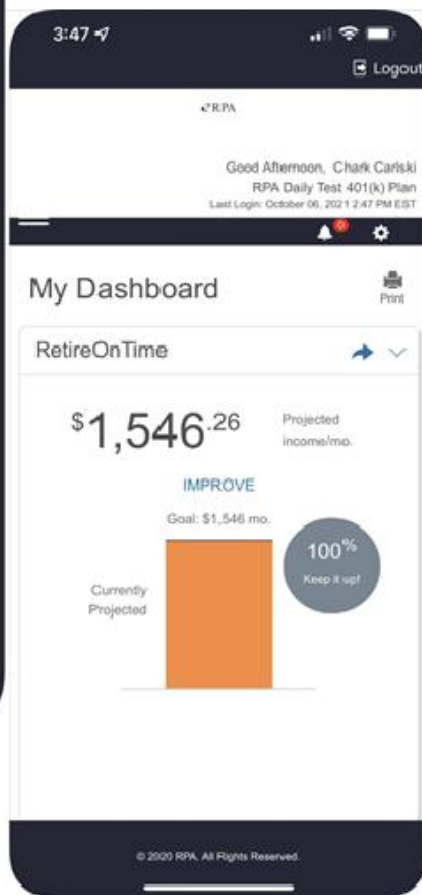 3:47
Logout
RPA
Good Afternoon, Chark Carlski
RPA Daily Test 401(k) Plan
Last Login: October 06, 2021 2:47 PM EST
My Dashboard
Print
RetireOnTime
$1,546.26
Projected
income/mo.
IMPROVE
Goal: $1,546 mo.
100%
Keep it up!
Currently
Projected
© 2020 RPA. All Rights Reserved.